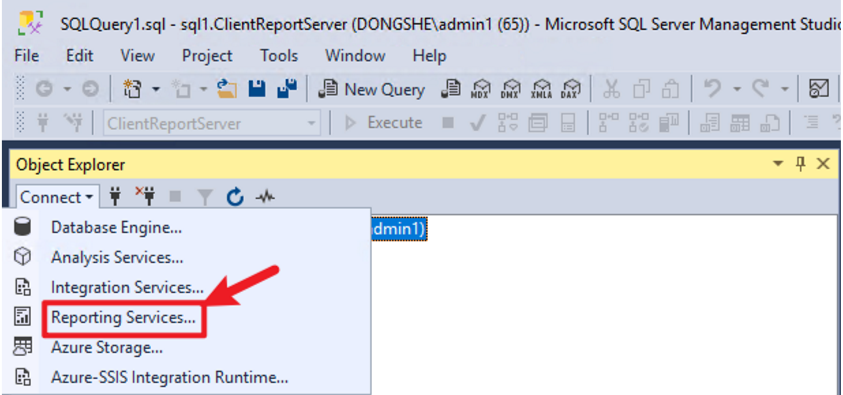 SQLQuery1.sql - sql1.ClientReportServer (DONGSHE\admin1 (65)) - Microsoft SQL Server Management Studi
File Edit View Project Tools Window Help
New Query MDX DMX XMLA DAX
ClientReportServer Execute
Object Explorer
Connect
dmin1)
Database Engine...
Analysis Services...
Integration Services...
Reporting Services...
Azure Storage...
Azure-SSIS Integration Runtime...